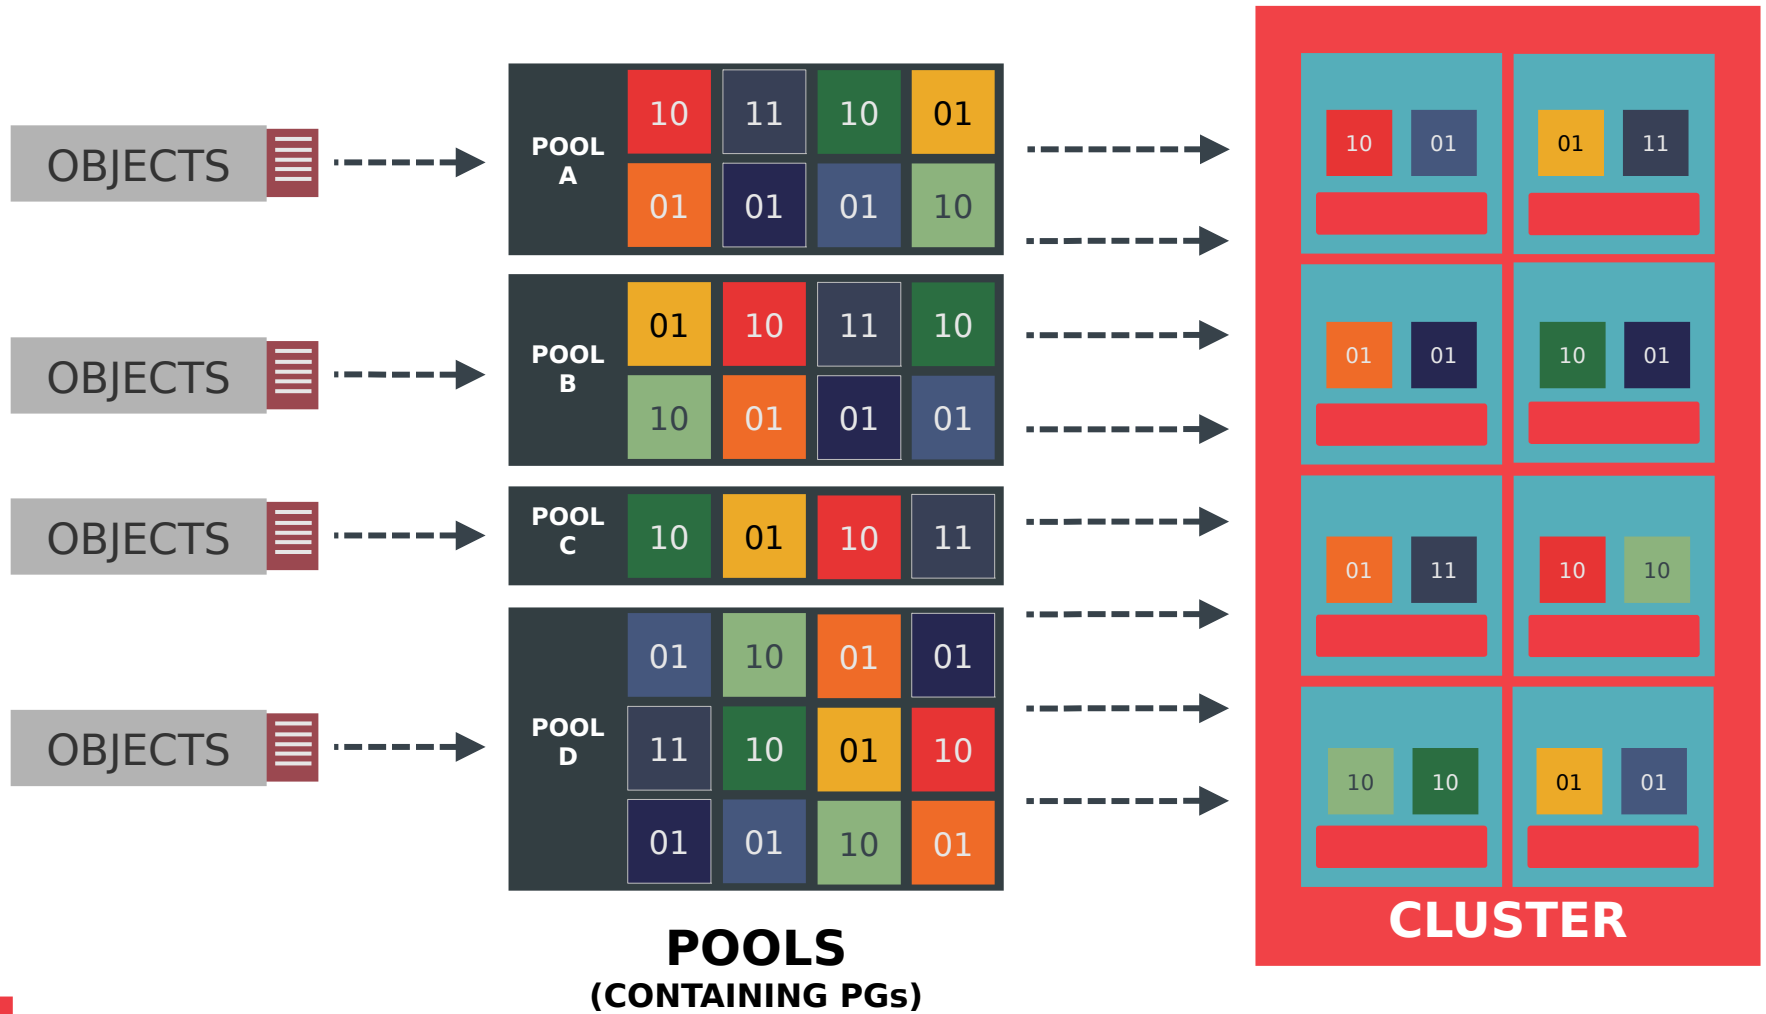 OBJECTS
POOL
A
10 11 10 01
01 01 01 10
OBJECTS
POOL
B
01 10 11 10
10 01 01 01
OBJECTS
POOL
C
10 01 10 11
OBJECTS
POOL
D
01 10 01 01
11 10 01 10
01 01 10 01
POOLS
(CONTAINING PGs)
10 01 01 11
01 01 10 01
01 11 10 10
10 10 01 01
CLUSTER